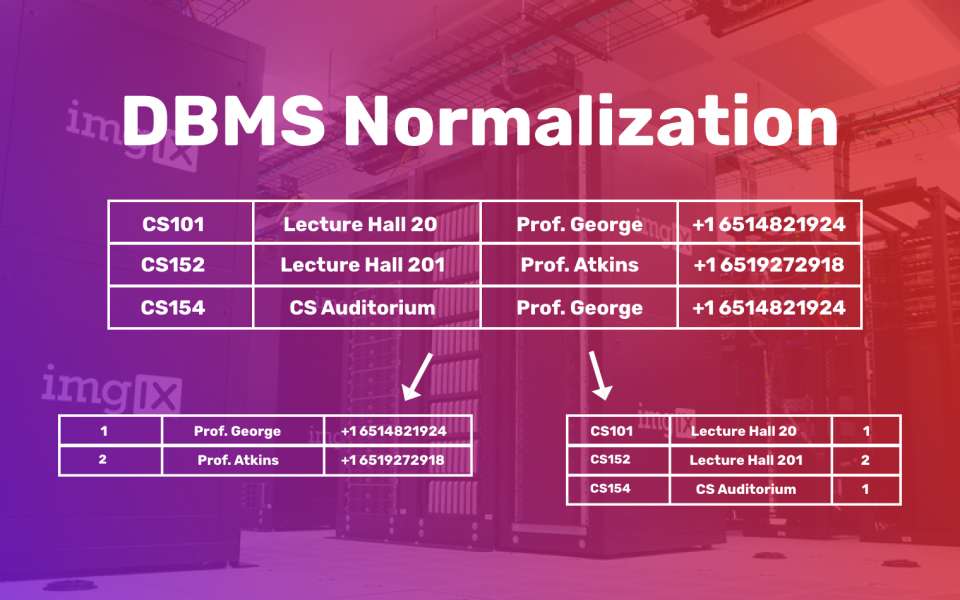 DBMS Normalization
CS101 Lecture Hall 20 Prof. George +1 6514821924
CS152 Lecture Hall 201 Prof. Atkins +1 6519272918
CS154 CS Auditorium Prof. George +1 6514821924
1 Prof. George +1 6514821924
2 Prof. Atkins +1 6519272918
CS101 Lecture Hall 20 1
CS152 Lecture Hall 201 2
CS154 CS Auditorium 1
imgIX
imgIX
imgIX
imgIX
imgIX